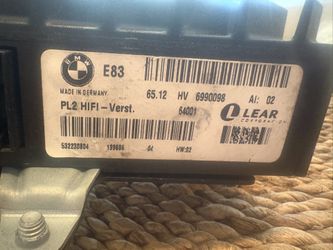 BMW E83
MADE IN GERMANY 65.12 HV 6990098 AI: 02
PL2 HIFI-Verst. 64001
LEAR
CORPORATION
532230804 04 HW:02